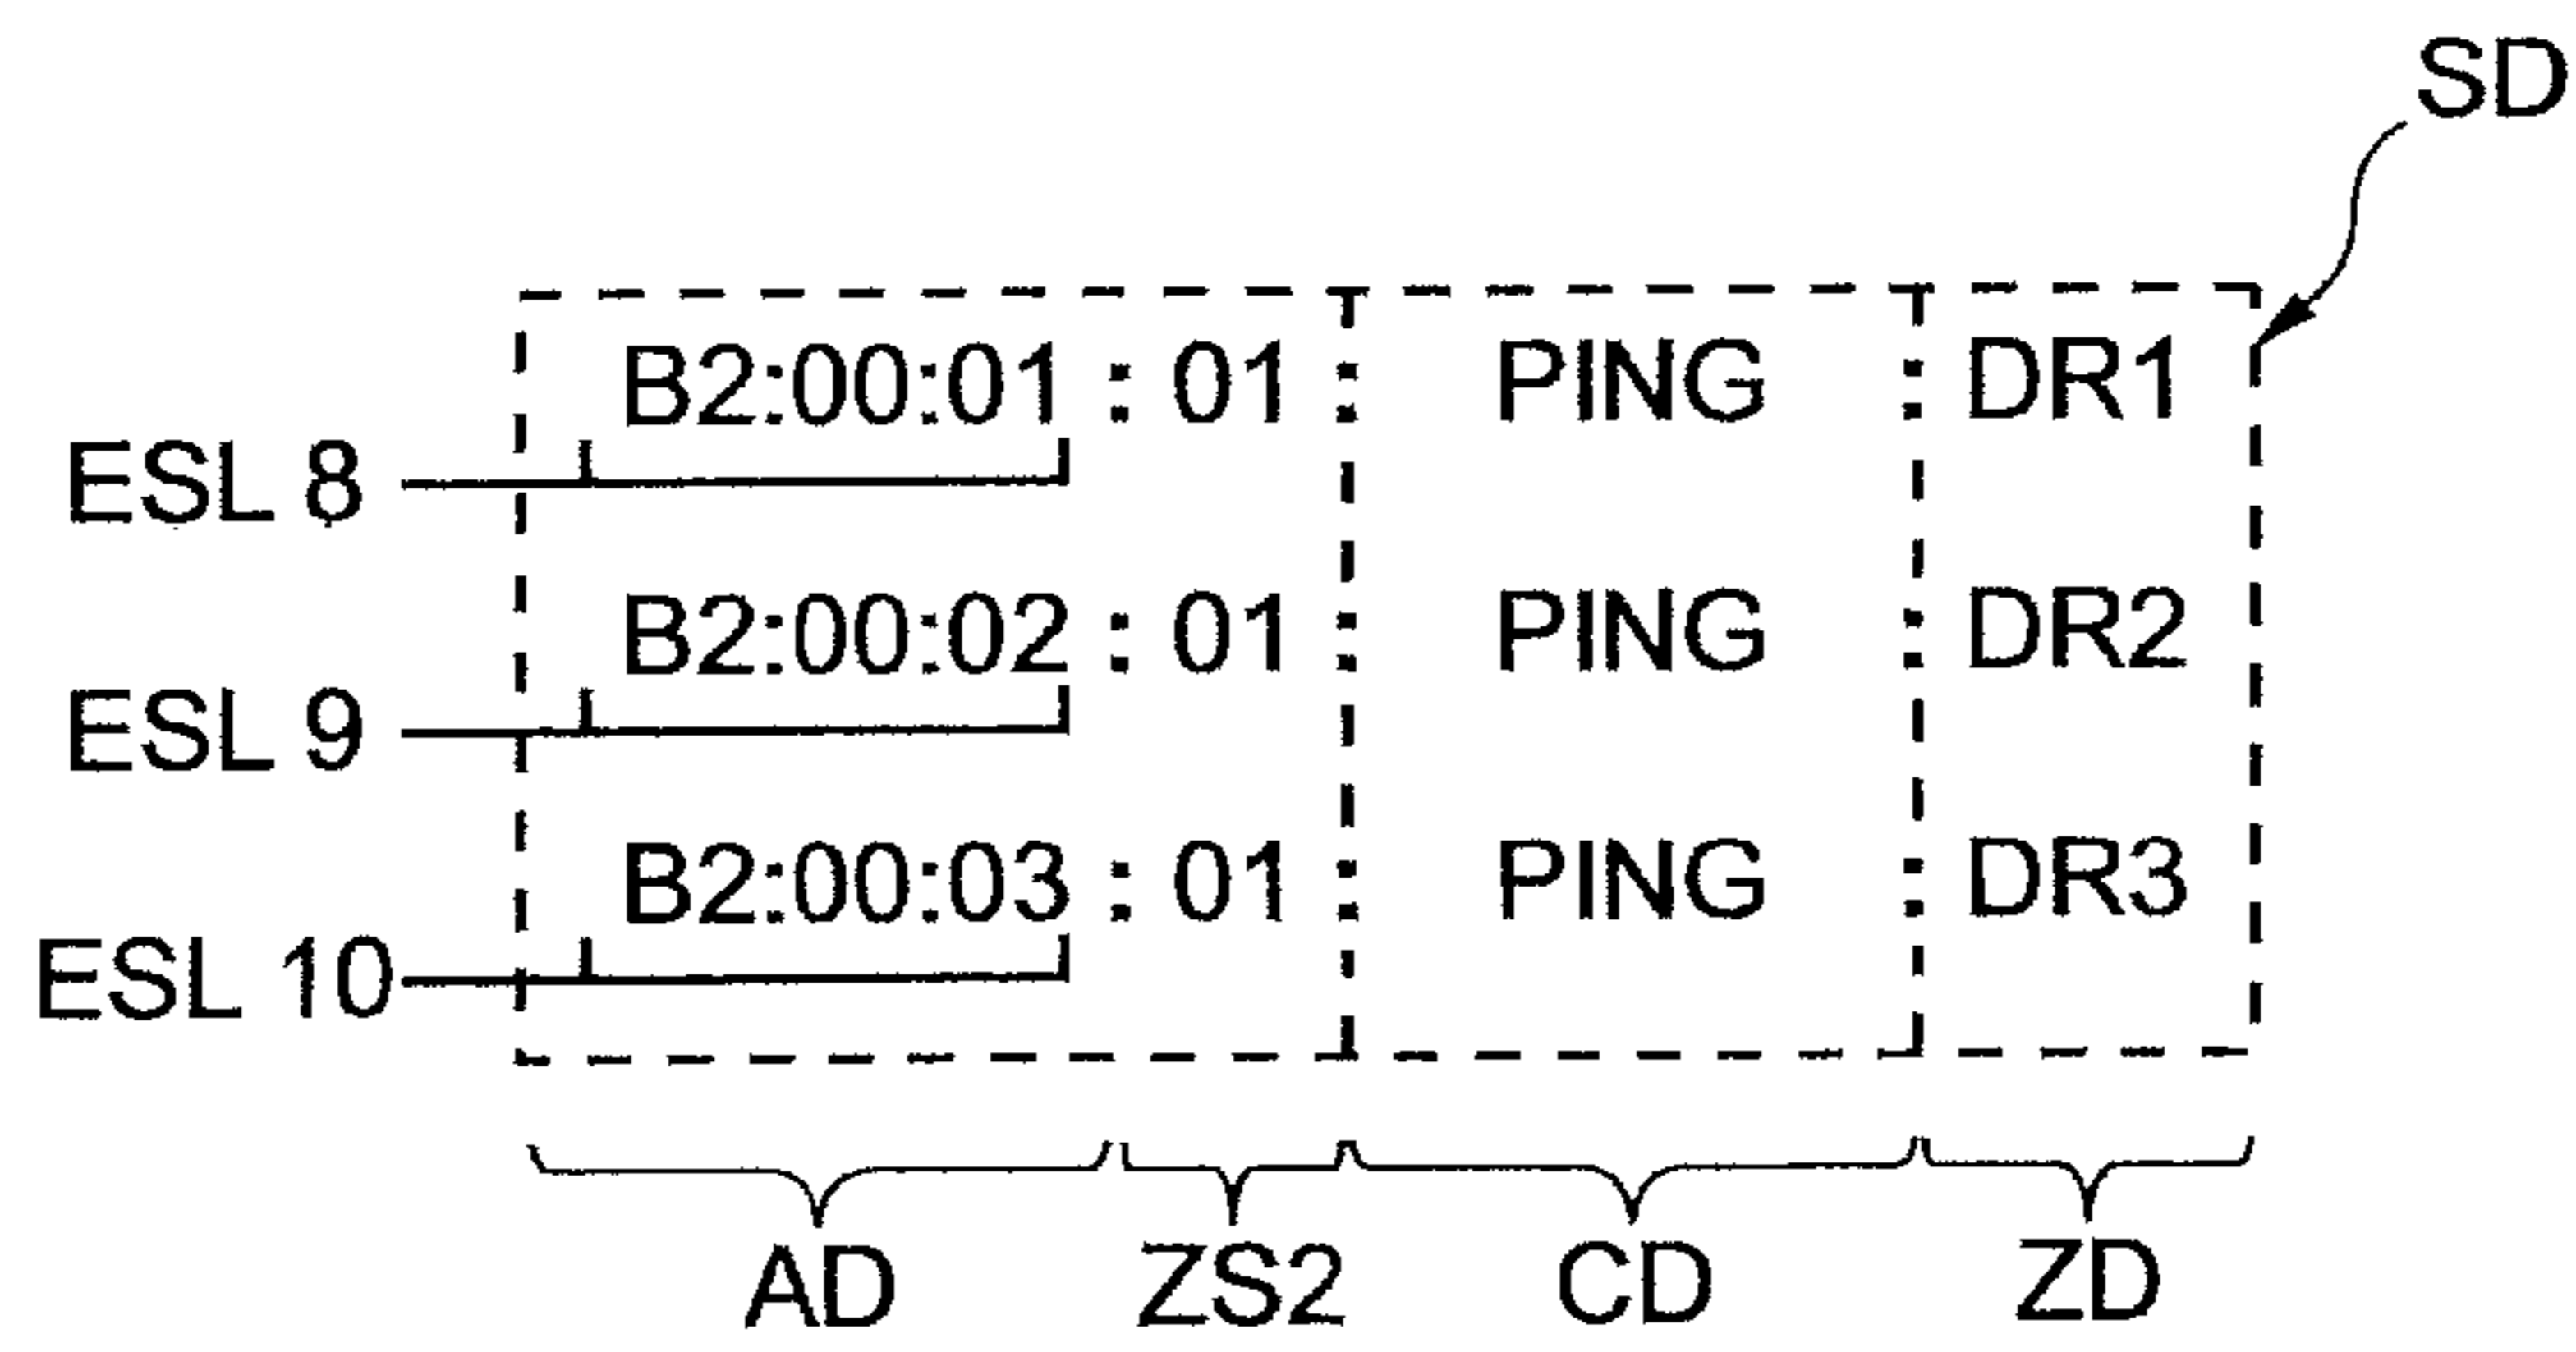 SD
B2:00:01 : 01 : PING : DR1
ESL 8
B2:00:02 : 01 : PING : DR2
ESL 9
B2:00:03 : 01 : PING : DR3
ESL 10
AD ZS2 CD ZD